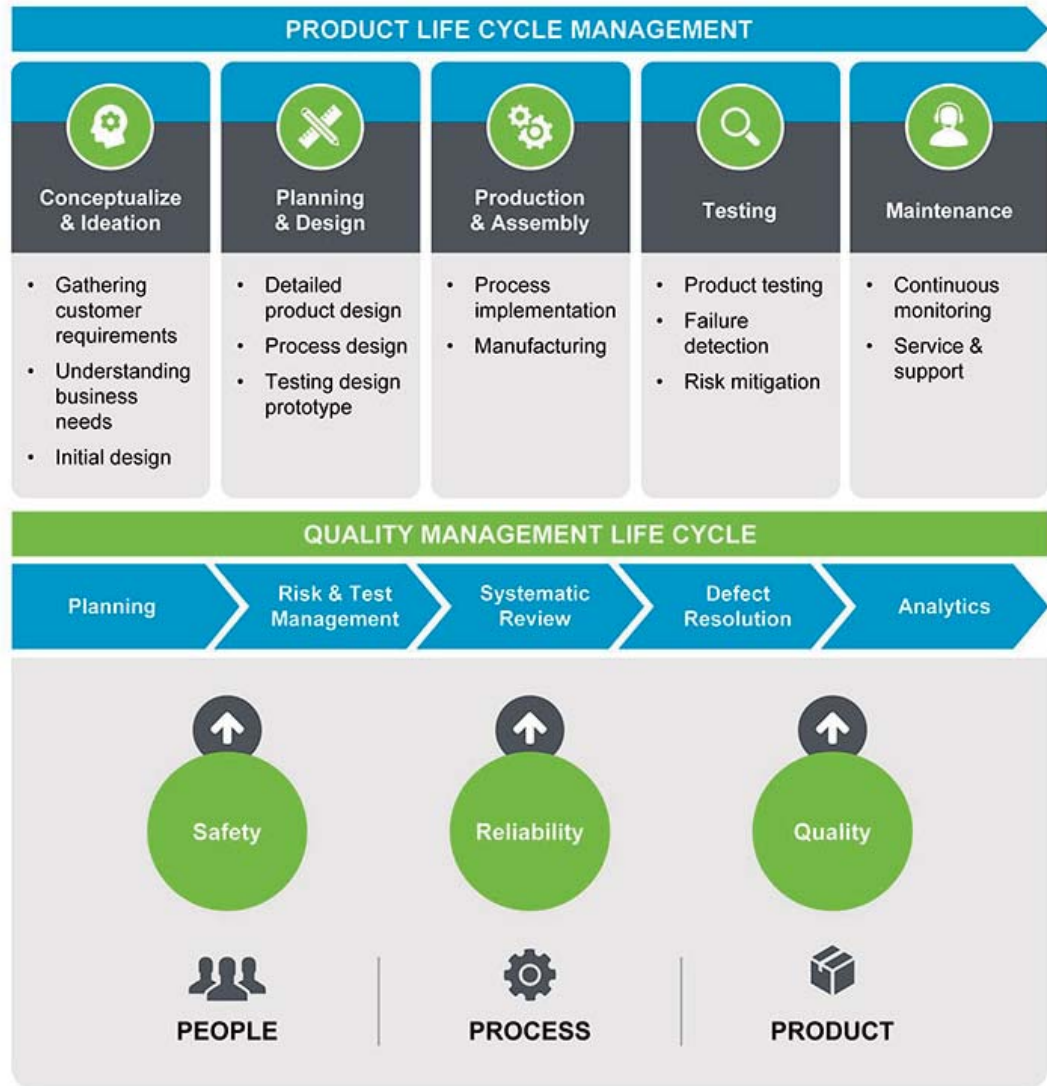 PRODUCT LIFE CYCLE MANAGEMENT
Conceptualize
& Ideation
• Gathering
customer
requirements
• Understanding
business
needs
• Initial design
Planning
& Design
• Detailed
product design
• Process design
• Testing design
prototype
Production
& Assembly
• Process
implementation
• Manufacturing
Testing
• Product testing
• Failure
detection
• Risk mitigation
Maintenance
• Continuous
monitoring
• Service &
support
QUALITY MANAGEMENT LIFE CYCLE
Planning
Risk & Test
Management
Systematic
Review
Defect
Resolution
Analytics
Safety
Reliability
Quality
PEOPLE
PROCESS
PRODUCT